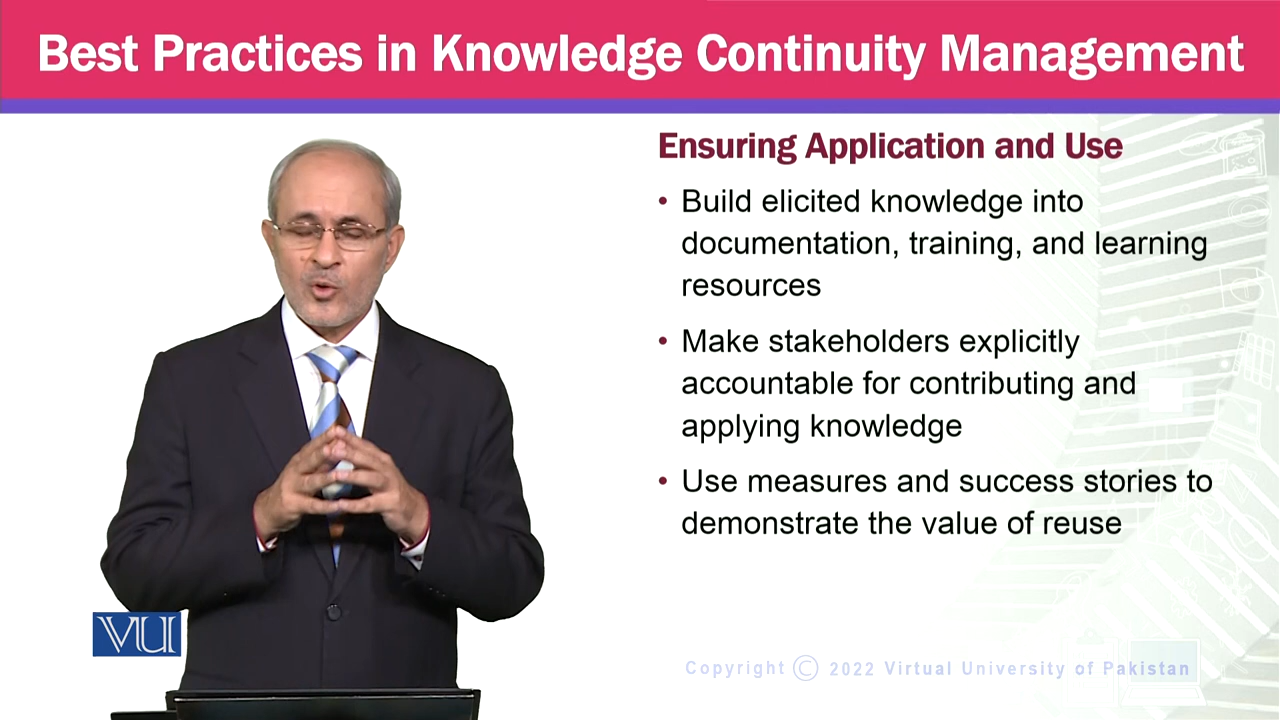 Best Practices in Knowledge Continuity Management
Ensuring Application and Use
• Build elicited knowledge into
documentation, training, and learning
resources
• Make stakeholders explicitly
accountable for contributing and
applying knowledge
• Use measures and success stories to
demonstrate the value of reuse
VU
Copyright © 2022 Virtual University of Pakistan